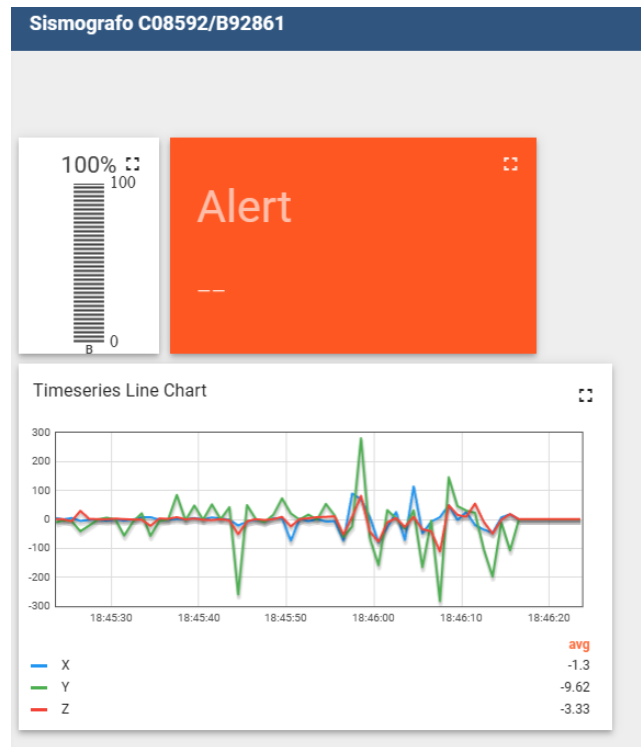 Sismografo C08592/B92861
100%
100
0
B
Alert
--
Timeseries Line Chart
300
200
100
0
-100
-200
-300
18:45:30 18:45:40 18:45:50 18:46:00 18:46:10 18:46:20
avg
X -1.3
Y -9.62
Z -3.33